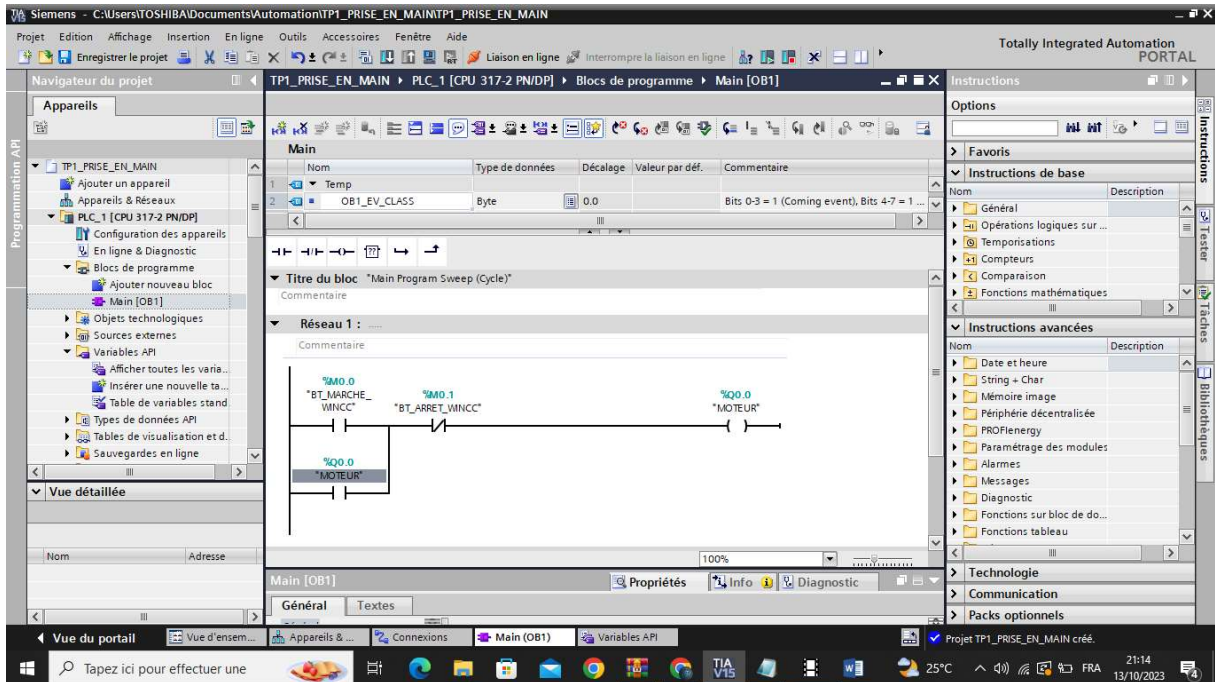 Siemens - C:\Users\TOSHIBA\Documents\Automation\TP1_PRISE_EN_MAIN\TP1_PRISE_EN_MAIN
Projet Edition Affichage Insertion En ligne Outils Accessoires Fenêtre Aide
Enregistrer le projet Liaison en ligne Interrompre la liaison en ligne
Totally Integrated Automation
PORTAL
Navigateur du projet
Appareils
Programmation API
TP1_PRISE_EN_MAIN
Ajouter un appareil
Appareils & Réseaux
PLC_1 [CPU 317-2 PN/DP]
Configuration des appareils
En ligne & Diagnostic
Blocs de programme
Ajouter nouveau bloc
Main [OB1]
Objets technologiques
Sources externes
Variables API
Afficher toutes les varia...
Insérer une nouvelle ta...
Table de variables stand
Types de données API
Tables de visualisation et d..
Sauvegardes en ligne
Vue détaillée
Nom Adresse
TP1_PRISE_EN_MAIN PLC_1 [CPU 317-2 PN/DP] Blocs de programme Main [OB1]
Main
Nom Type de données Décalage Valeur par déf. Commentaire
1 Temp
2 OB1_EV_CLASS Byte 0.0 Bits 0-3 = 1 (Coming event), Bits 4-7 = 1 ...
??
Titre du bloc "Main Program Sweep (Cycle)"
Commentaire
Réseau 1 : .....
Commentaire
%M0.0
"BT_MARCHE_
WINCC"
%M0.1
"BT_ARRET_WINCC"
%Q0.0
"MOTEUR"
%Q0.0
"MOTEUR"
100%
Main [OB1]
Propriétés Info Diagnostic
Général Textes
Instructions
Options
Favoris
Instructions de base
Nom Description
Général
Opérations logiques sur ...
Temporisations
Compteurs
Comparaison
Fonctions mathématiques
Instructions avancées
Nom Description
Date et heure
String + Char
Mémoire image
Périphérie décentralisée
PROFIenergy
Paramétrage des modules
Alarmes
Messages
Diagnostic
Fonctions sur bloc de do...
Fonctions tableau
Technologie
Communication
Packs optionnels
Instructions
Tester
Tâches
Bibliothèques
Vue du portail Vue d'ensem... Appareils & ... Connexions Main (OB1) Variables API
Projet TP1_PRISE_EN_MAIN créé.
Tapez ici pour effectuer une
TIA
V15
25°C
FRA
21:14
13/10/2023
4